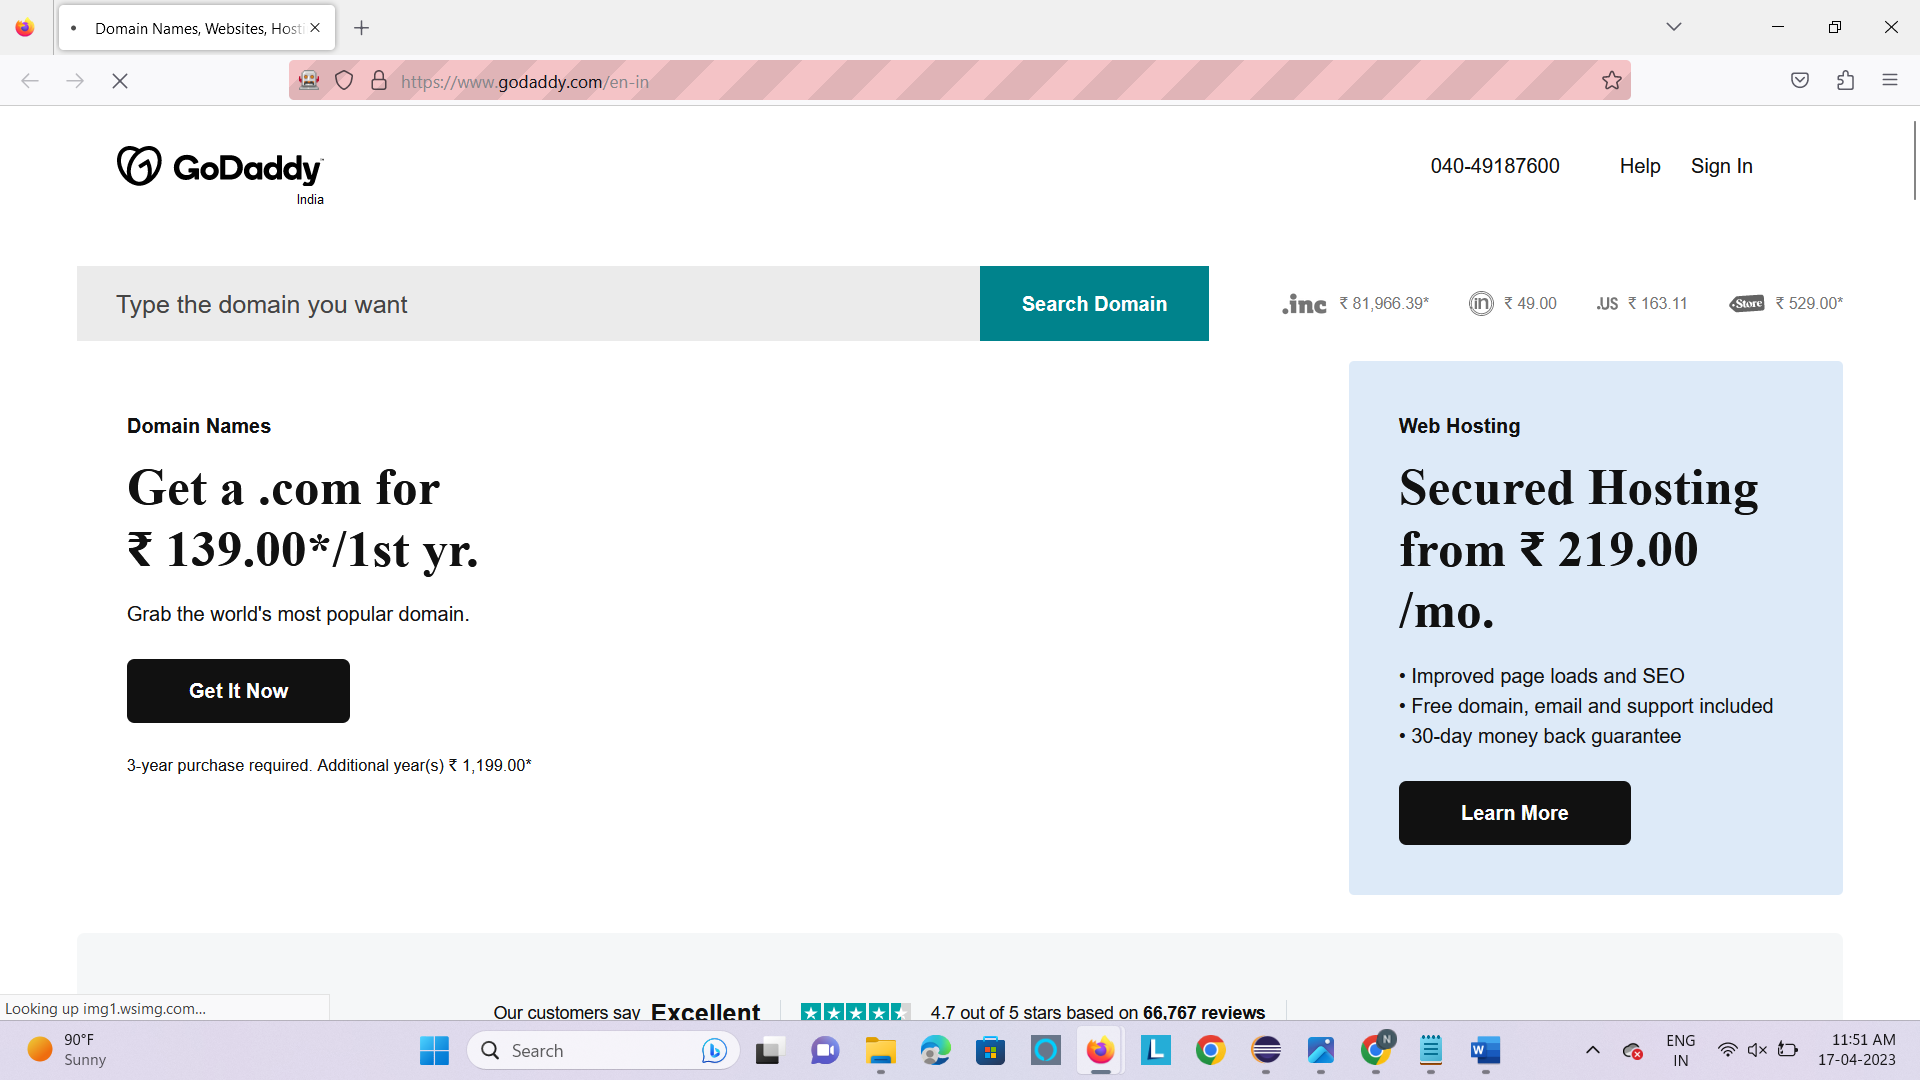 Domain Names, Websites, Hosti
https://www.godaddy.com/en-in
GoDaddy
India
040-49187600 Help Sign In
Type the domain you want
Search Domain
.inc ₹ 81,966.39*
in ₹ 49.00
.US ₹ 163.11
.Store ₹ 529.00*
Domain Names
Get a .com for
₹ 139.00*/1st yr.
Grab the world's most popular domain.
Get It Now
3-year purchase required. Additional year(s) ₹ 1,199.00*
Web Hosting
Secured Hosting
from ₹ 219.00
/mo.
• Improved page loads and SEO
• Free domain, email and support included
• 30-day money back guarantee
Learn More
Our customers say Excellent
4.7 out of 5 stars based on 66,767 reviews
Looking up img1.wsimg.com...
90°F
Sunny
Search
L
N
W
ENG
IN
11:51 AM
17-04-2023